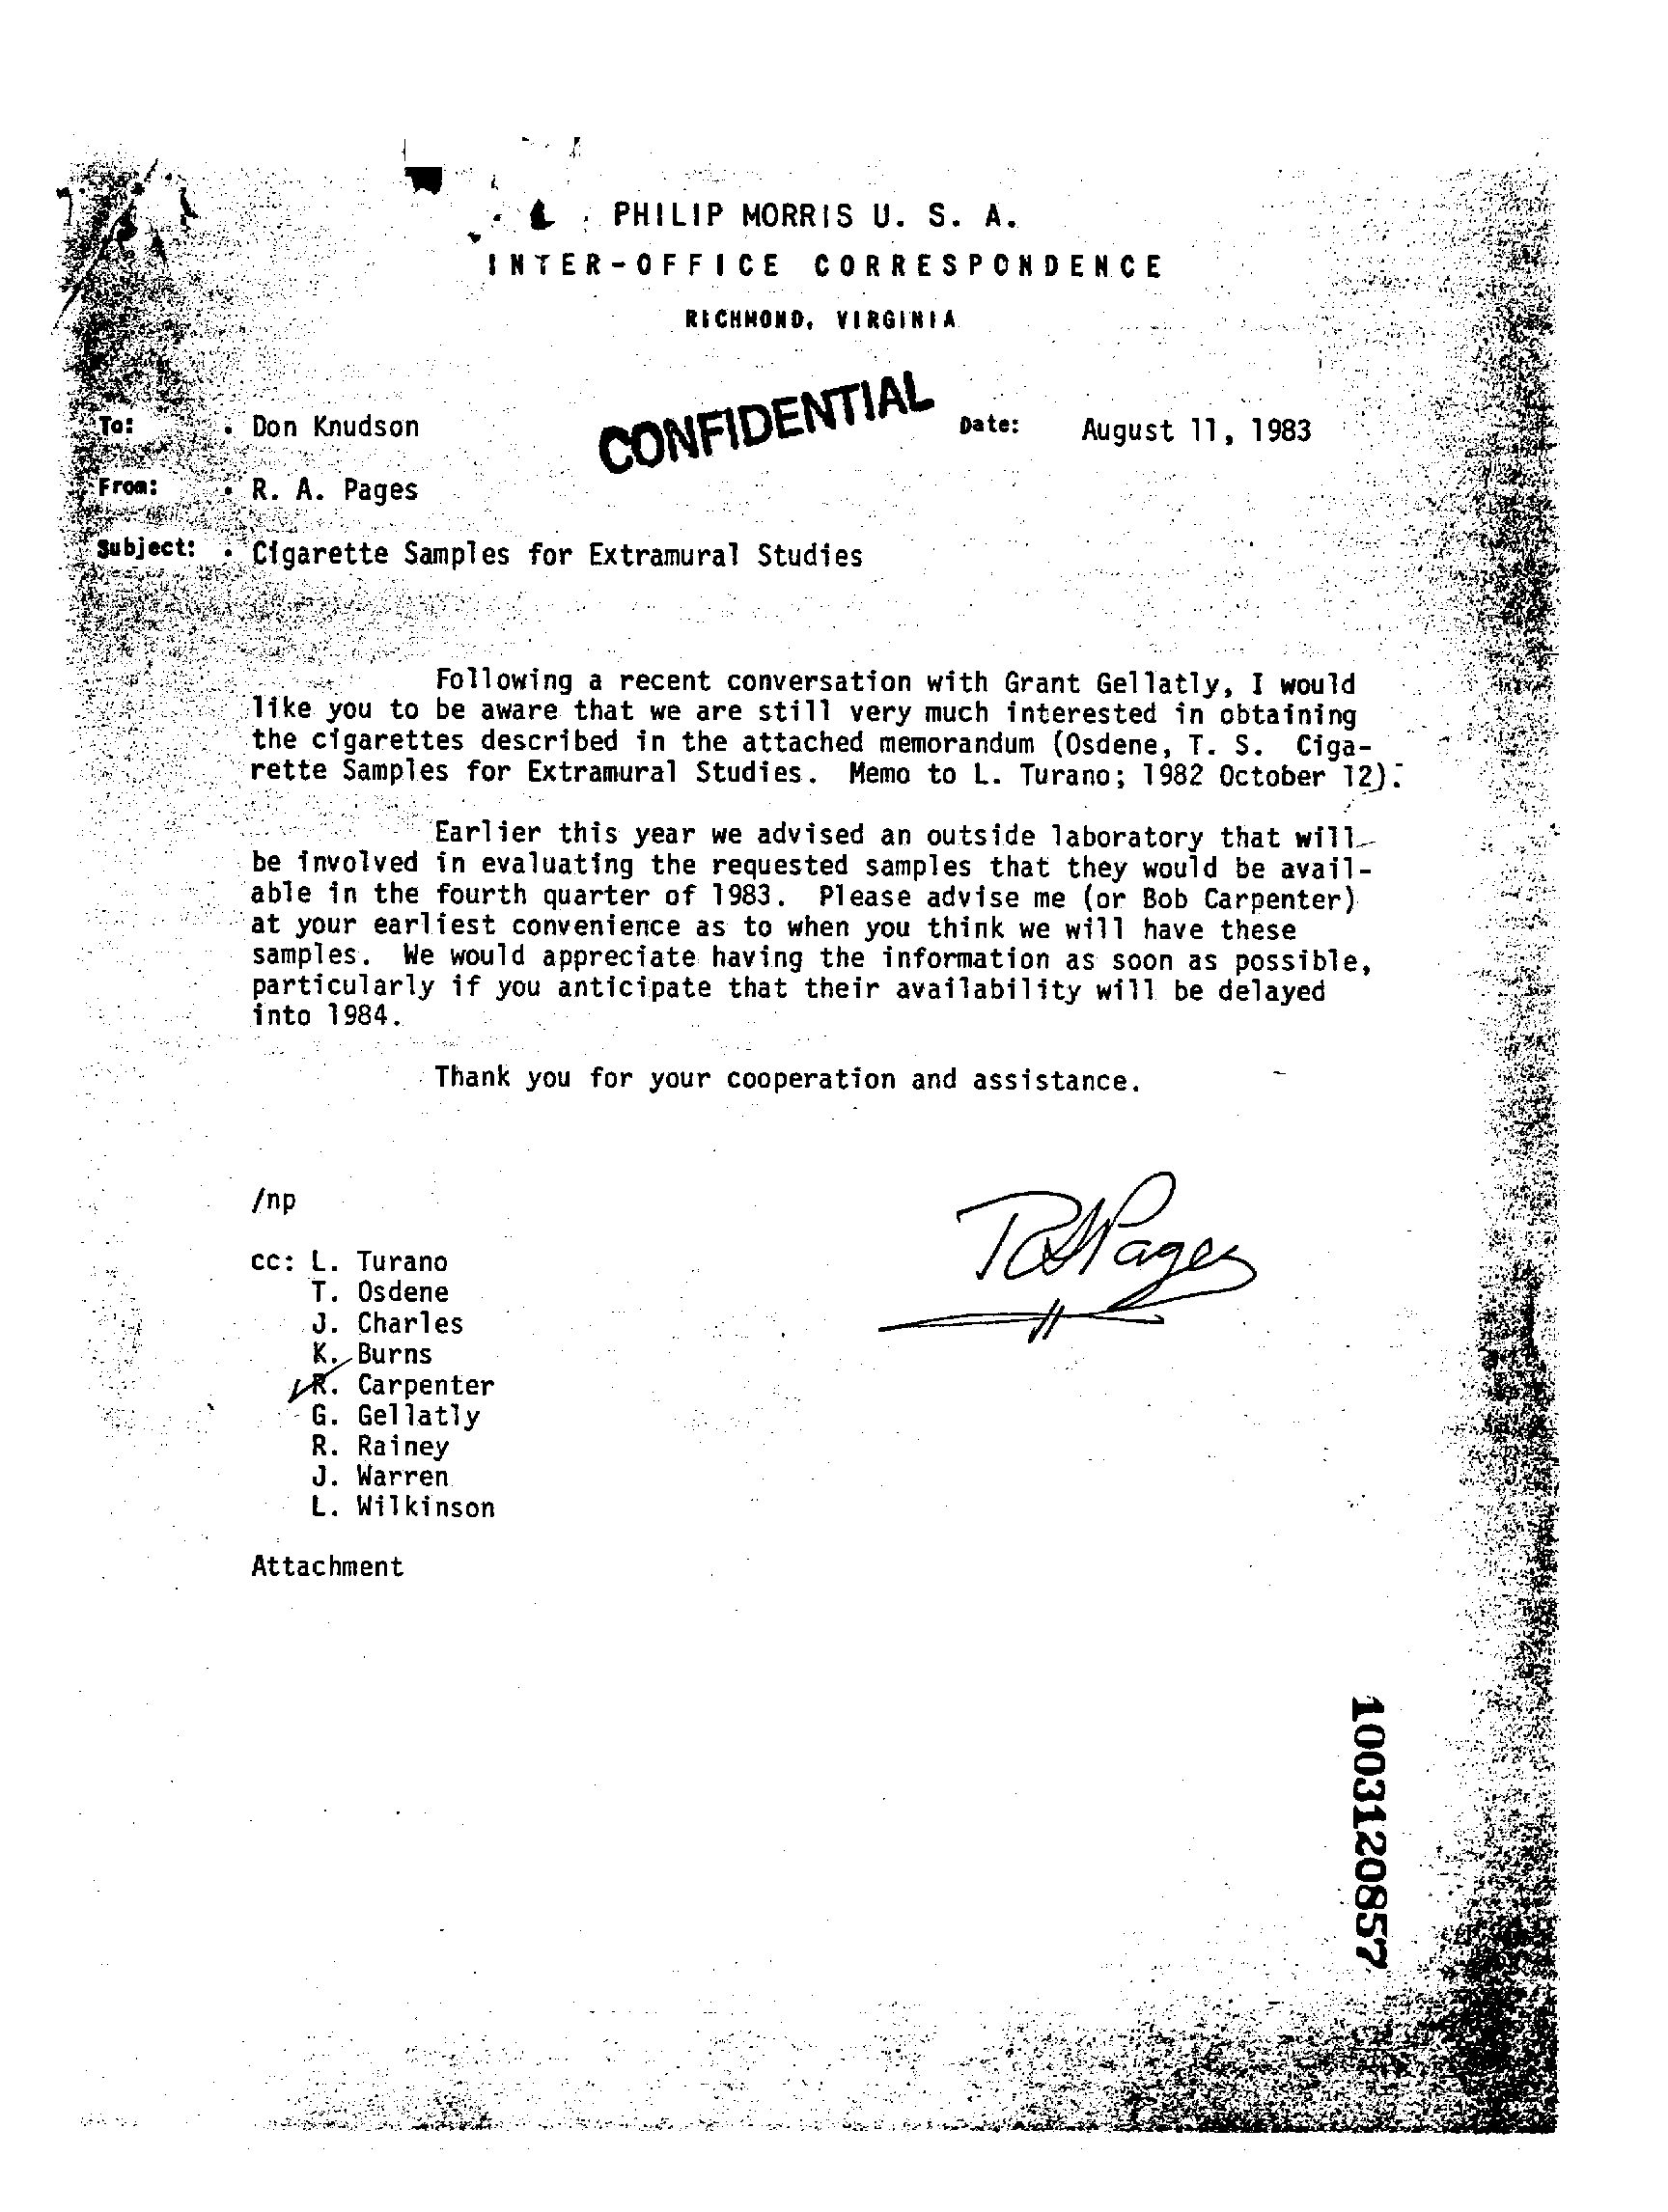 PHILIP MORRIS U. S. A.
INTER-OFFICE CORRESPONDENCE
RICHMOND, VIRGINIA
CONFIDENTIAL
To: Don Knudson Date: August 11, 1983
From: R. A. Pages
Subject: Cigarette Samples for Extramural Studies
Following a recent conversation with Grant Gellatly, I would
like you to be aware that we are still very much interested in obtaining
the cigarettes described in the attached memorandum (Osdene, T. S. Ciga-
rette Samples for Extramural Studies. Memo to L. Turano; 1982 October 12).
Earlier this year we advised an outside laboratory that will
be involved in evaluating the requested samples that they would be avail-
able in the fourth quarter of 1983. Please advise me (or Bob Carpenter)
at your earliest convenience as to when you think we will have these
samples. We would appreciate having the information as soon as possible,
particularly if you anticipate that their availability will be delayed
into 1984.
Thank you for your cooperation and assistance.
/np
RAPages
cc: L. Turano
T. Osdene
J. Charles
K. Burns
R. Carpenter
G. Gellatly
R. Rainey
J. Warren
L. Wilkinson
Attachment
1003120857